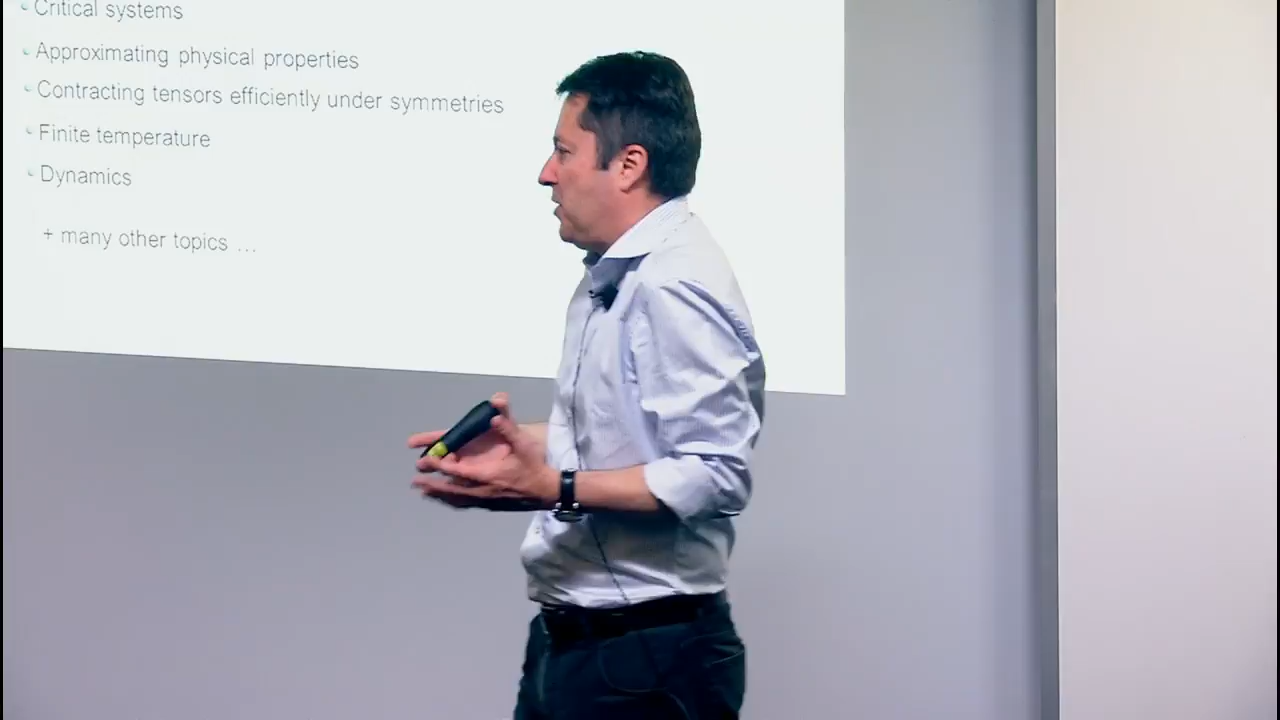 Critical systems
Approximating physical properties
Contracting tensors efficiently under symmetries
Finite temperature
Dynamics
+ many other topics …